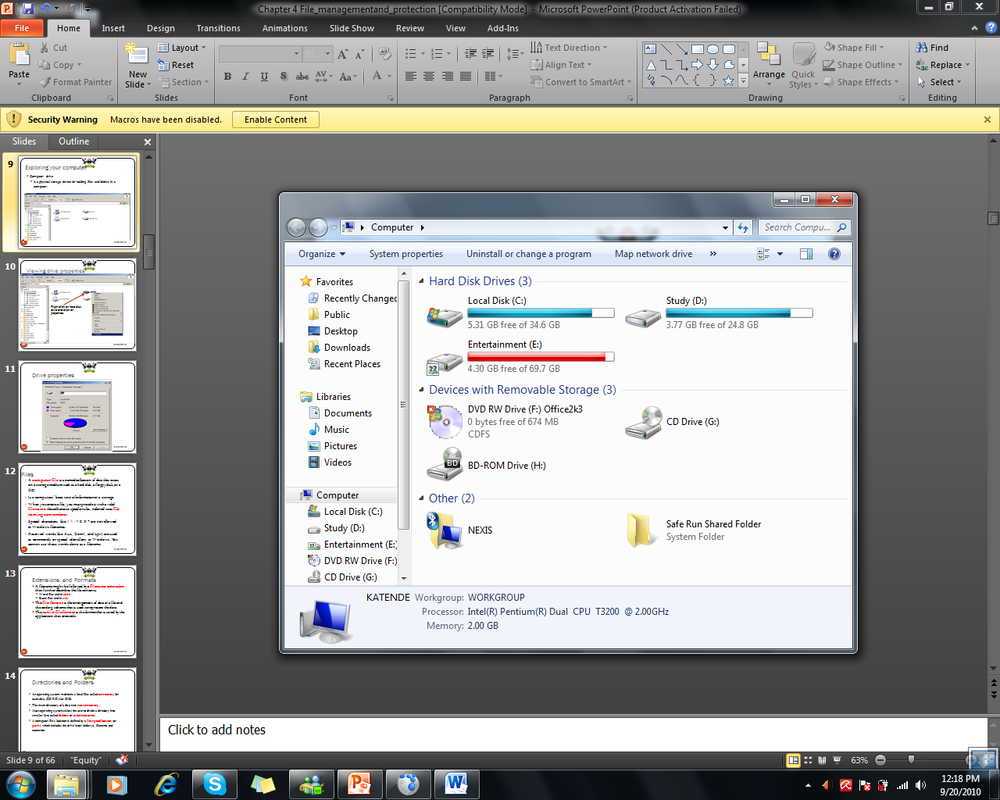 Chapter 4 File_managementand_protection [Compatibility Mode] - Microsoft PowerPoint (Product Activation Failed)
File Home Insert Design Transitions Animations Slide Show Review View Add-Ins
Paste
Cut
Copy
Format Painter
Clipboard
New Slide
Layout
Reset
Section
Slides
32
B I U S abc AV Aa A
Font
Text Direction
Align Text
Convert to SmartArt
Paragraph
Arrange
Quick Styles
Shape Fill
Shape Outline
Shape Effects
Drawing
Find
Replace
Select
Editing
Security Warning Macros have been disabled. Enable Content
Slides Outline
9
Exploring your computer
Computer drive
10
Viewing drive properties
11
Drive properties
12
Files
13
Extensions and Formats
14
Directories and Folders
Computer
Search Compu...
Organize System properties Uninstall or change a program Map network drive »
Favorites
Recently Changed
Public
Desktop
Downloads
Recent Places
Libraries
Documents
Music
Pictures
Videos
Computer
Local Disk (C:)
Study (D:)
Entertainment (E:)
DVD RW Drive (F:)
CD Drive (G:)
Hard Disk Drives (3)
Local Disk (C:)
5.31 GB free of 34.6 GB
Study (D:)
3.77 GB free of 24.8 GB
Entertainment (E:)
4.30 GB free of 69.7 GB
Devices with Removable Storage (3)
DVD RW Drive (F:) Office2k3
0 bytes free of 674 MB
CDFS
CD Drive (G:)
BD
BD-ROM Drive (H:)
Other (2)
NEXIS
Safe Run Shared Folder
System Folder
KATENDE Workgroup: WORKGROUP
Processor: Intel(R) Pentium(R) Dual CPU T3200 @ 2.00GHz
Memory: 2.00 GB
Click to add notes
Slide 9 of 66 "Equity" 63%
12:18 PM
9/20/2010